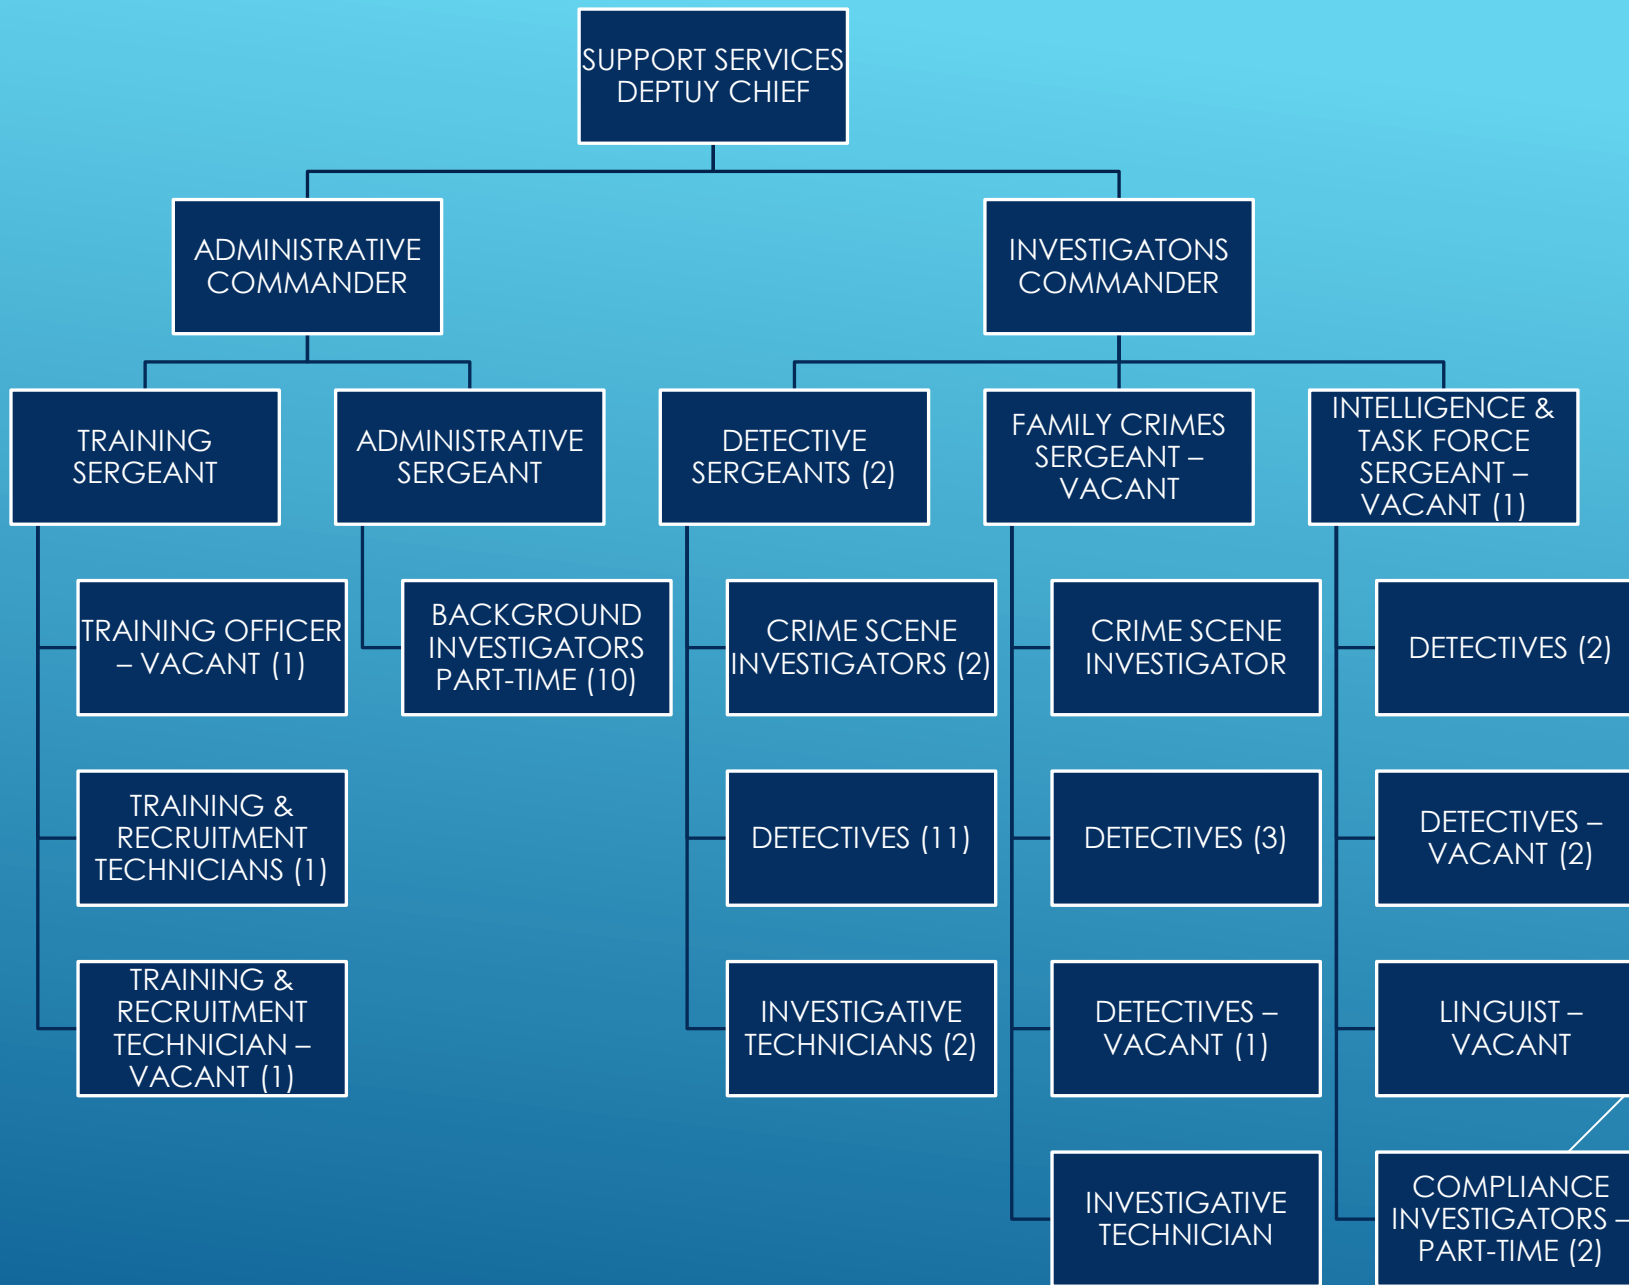 SUPPORT SERVICES
DEPTUY CHIEF
ADMINISTRATIVE
COMMANDER
INVESTIGATONS
COMMANDER
TRAINING
SERGEANT
ADMINISTRATIVE
SERGEANT
DETECTIVE
SERGEANTS (2)
FAMILY CRIMES
SERGEANT –
VACANT
INTELLIGENCE &
TASK FORCE
SERGEANT –
VACANT (1)
TRAINING OFFICER
– VACANT (1)
BACKGROUND
INVESTIGATORS
PART-TIME (10)
CRIME SCENE
INVESTIGATORS (2)
CRIME SCENE
INVESTIGATOR
DETECTIVES (2)
TRAINING &
RECRUITMENT
TECHNICIANS (1)
DETECTIVES (11)
DETECTIVES (3)
DETECTIVES –
VACANT (2)
TRAINING &
RECRUITMENT
TECHNICIAN –
VACANT (1)
INVESTIGATIVE
TECHNICIANS (2)
DETECTIVES –
VACANT (1)
LINGUIST –
VACANT
INVESTIGATIVE
TECHNICIAN
COMPLIANCE
INVESTIGATORS –
PART-TIME (2)